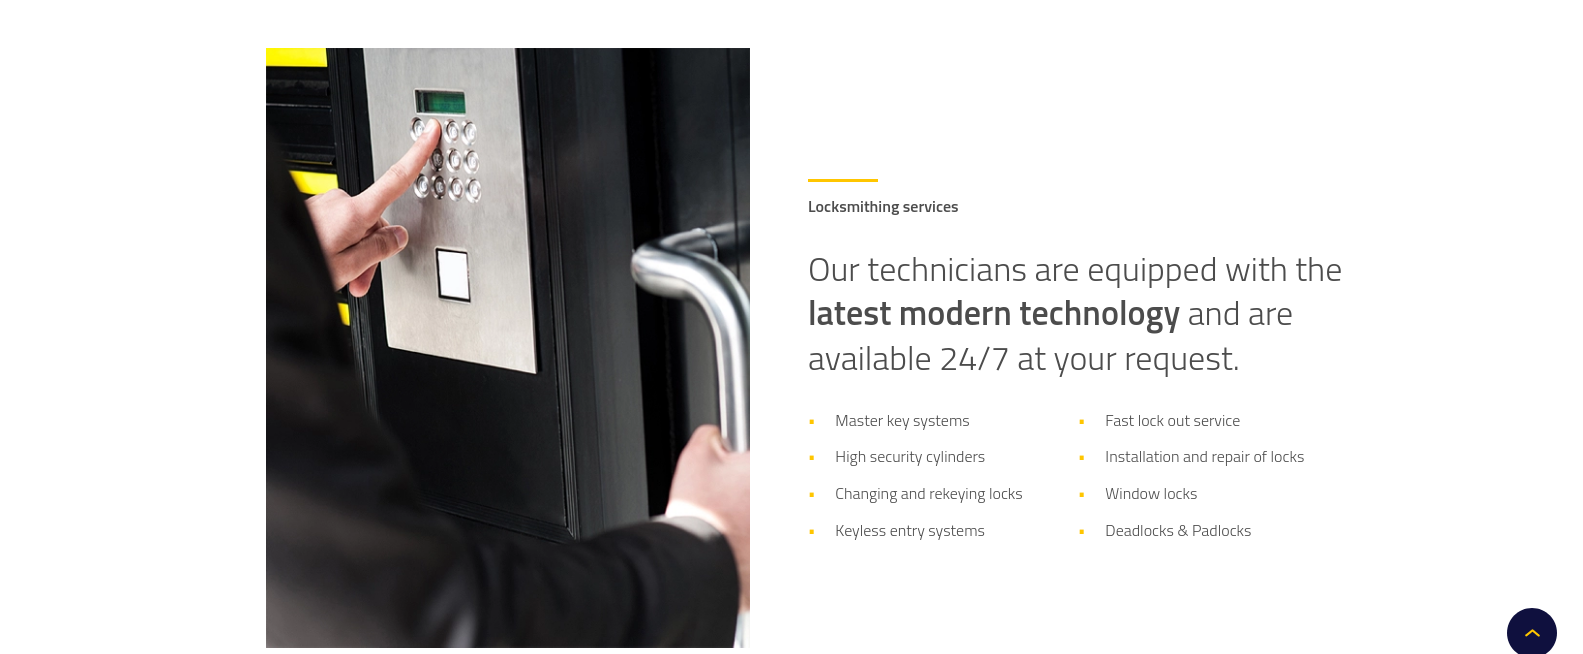 Locksmithing services
Our technicians are equipped with the
latest modern technology and are
available 24/7 at your request.
Master key systems
High security cylinders
Changing and rekeying locks
Keyless entry systems
Fast lock out service
Installation and repair of locks
Window locks
Deadlocks & Padlocks